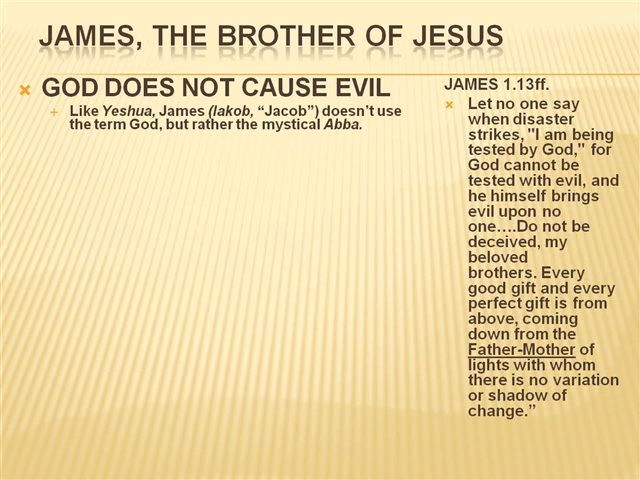 JAMES, THE BROTHER OF JESUS
GOD DOES NOT CAUSE EVIL
Like Yeshua, James (Iakob, “Jacob”) doesn’t use
the term God, but rather the mystical Abba.
JAMES 1.13ff.
Let no one say
when disaster
strikes, "I am being
tested by God," for
God cannot be
tested with evil, and
he himself brings
evil upon no
one….Do not be
deceived, my
beloved
brothers. Every
good gift and every
perfect gift is from
above, coming
down from the
Father-Mother of
lights with whom
there is no variation
or shadow of
change.”